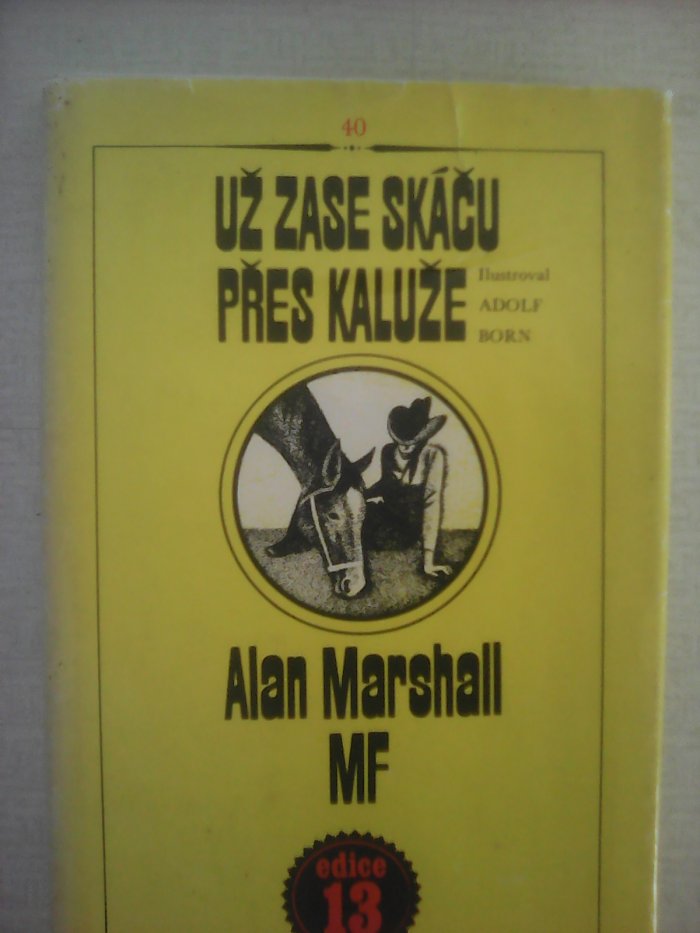 40
UŽ ZASE SKÁČU
PŘES KALUŽE
Ilustroval
ADOLF
BORN
Alan Marshall
MF
edice
13